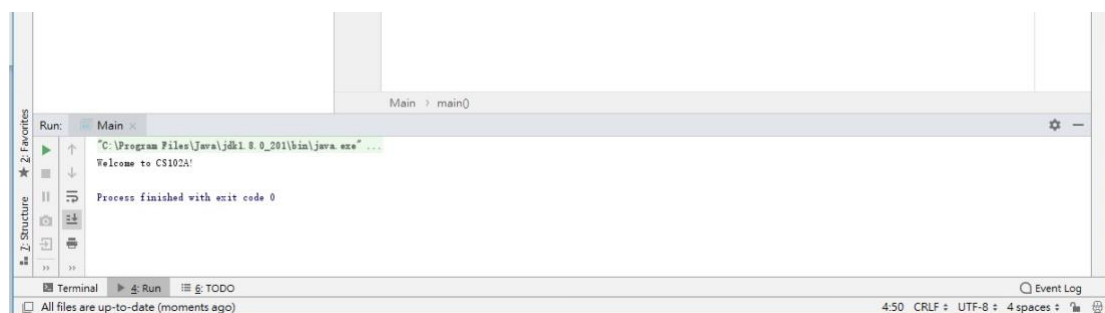 Main > main()
2: Favorites
Run: Main ×
"C:\Program Files\Java\jdk1.8.0_201\bin\java.exe" ...
Welcome to CS102A!
Process finished with exit code 0
Z: Structure
Terminal 4: Run 6: TODO Event Log
All files are up-to-date (moments ago) 4:50 CRLF UTF-8 4 spaces